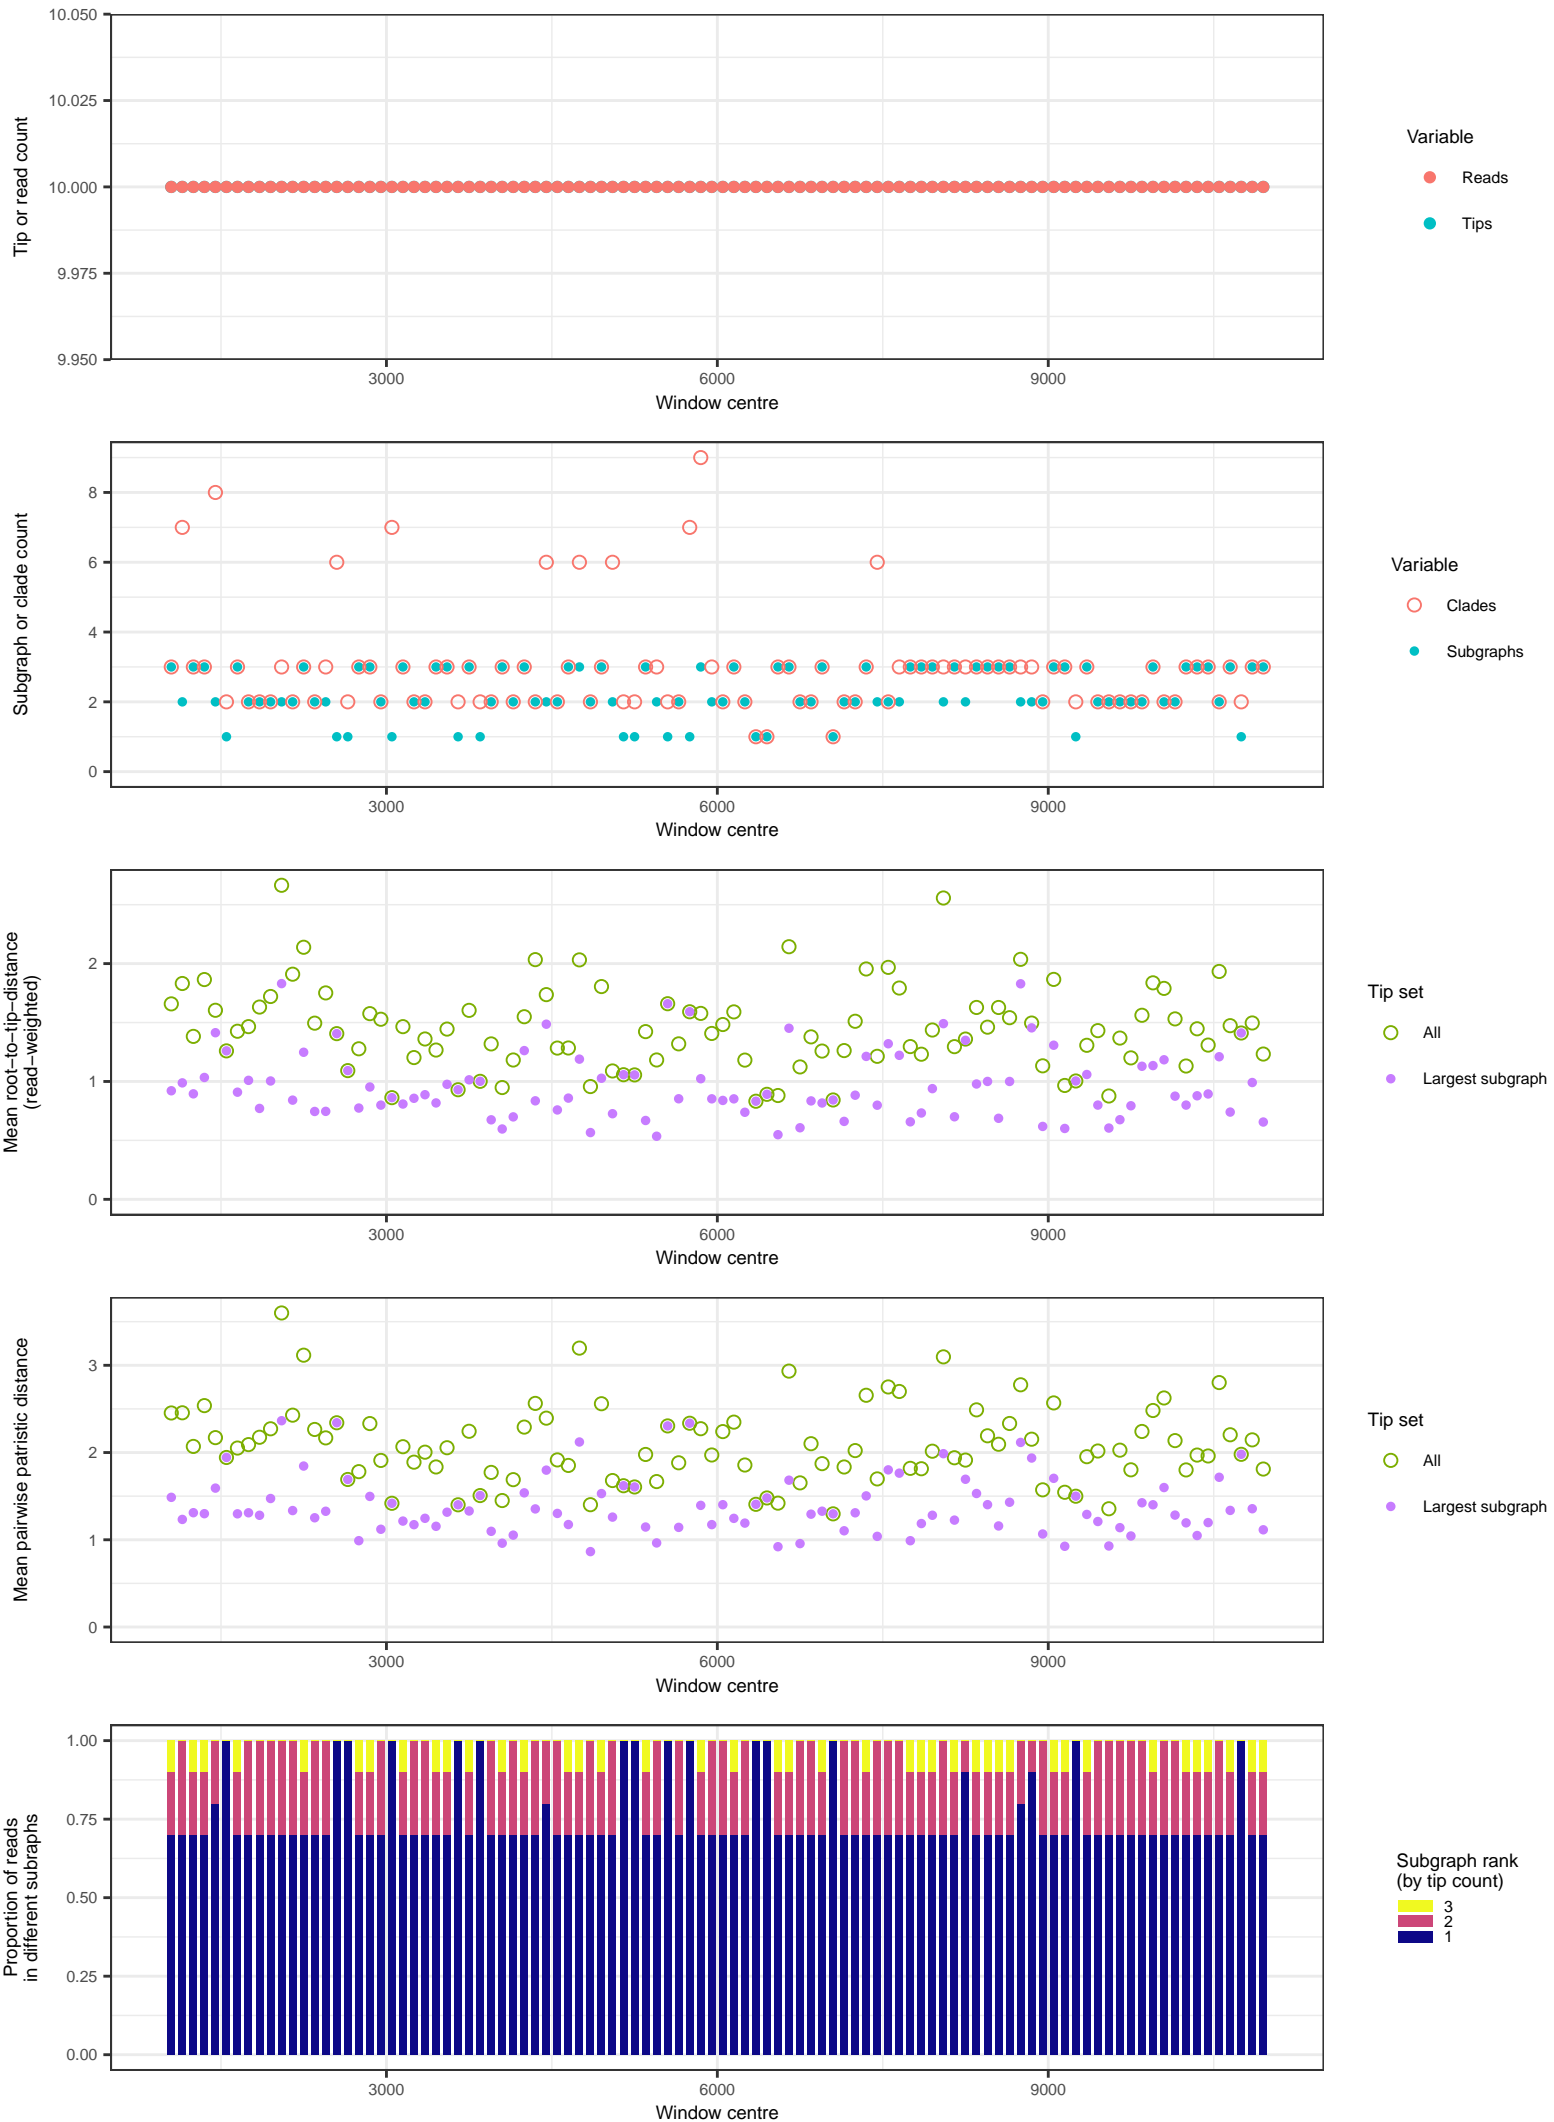 10.050
10.025
10.000
9.975
9.950
Tip or read count
3000 6000 9000
Window centre
Variable
Reads
Tips
8
6
4
2
0
Subgraph or clade count
3000 6000 9000
Window centre
Variable
Clades
Subgraphs
2
1
0
Mean root−to−tip−distance
(read−weighted)
3000 6000 9000
Window centre
Tip set
All
Largest subgraph
3
2
1
0
Mean pairwise patristic distance
3000 6000 9000
Window centre
Tip set
All
Largest subgraph
1.00
0.75
0.50
0.25
0.00
Proportion of reads
in different subraphs
3000 6000 9000
Window centre
Subgraph rank
(by tip count)
3
2
1